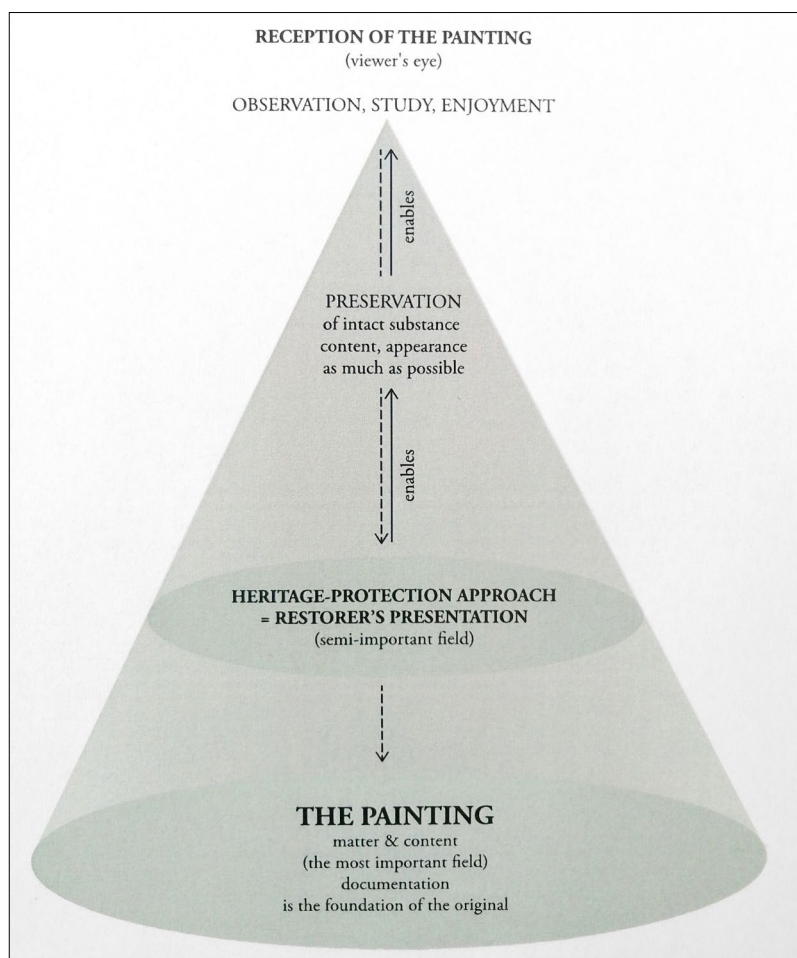 RECEPTION OF THE PAINTING
(viewer's eye)
OBSERVATION, STUDY, ENJOYMENT
enables
PRESERVATION
of intact substance
content, appearance
as much as possible
enables
HERITAGE-PROTECTION APPROACH
= RESTORER'S PRESENTATION
(semi-important field)
THE PAINTING
matter & content
(the most important field)
documentation
is the foundation of the original